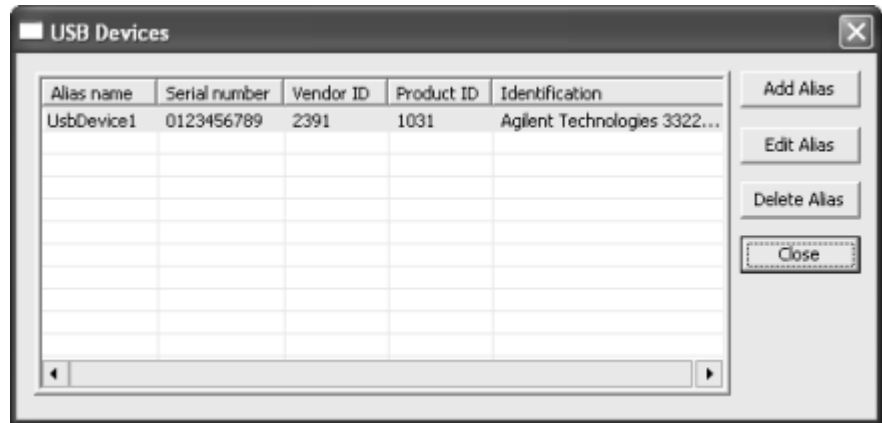 USB Devices
Alias name Serial number Vendor ID Product ID Identification
UsbDevice1 0123456789 2391 1031 Agilent Technologies 3322...
Add Alias
Edit Alias
Delete Alias
Close